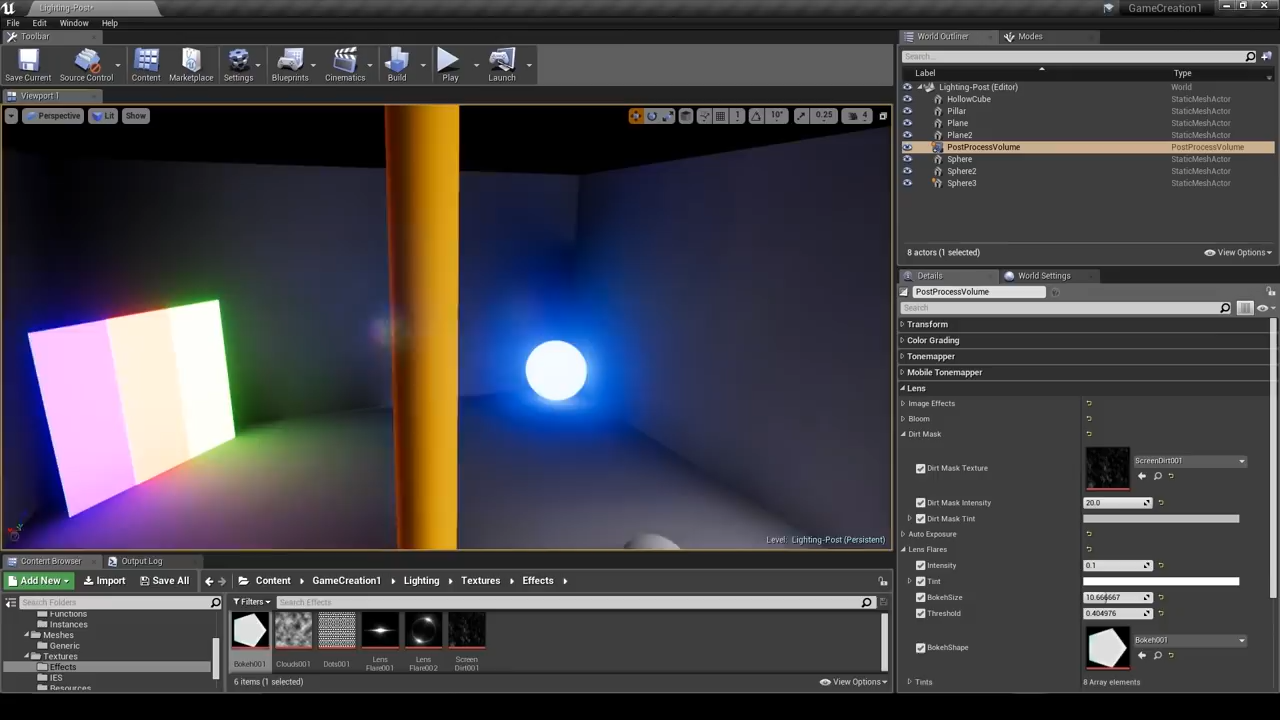 Lighting-Post*
GameCreation1
File Edit Window Help
Toolbar
World Outliner
Modes
Save Current
Source Control
Content
Marketplace
Settings
Blueprints
Cinematics
Build
Play
Launch
Search...
Label
Type
Lighting-Post (Editor) World
HollowCube StaticMeshActor
Pillar StaticMeshActor
Plane StaticMeshActor
Plane2 StaticMeshActor
PostProcessVolume PostProcessVolume
Sphere StaticMeshActor
Sphere2 StaticMeshActor
Sphere3 StaticMeshActor
8 actors (1 selected)
View Options
Viewport 1
Perspective
Lit
Show
1
10°
0.25
4
Level: Lighting-Post (Persistent)
Details
World Settings
PostProcessVolume
Search
Transform
Color Grading
Tonemapper
Mobile Tonemapper
Lens
Image Effects
Bloom
Dirt Mask
Dirt Mask Texture
ScreenDirt001
Dirt Mask Intensity 20.0
Dirt Mask Tint
Auto Exposure
Lens Flares
Intensity 0.1
Tint
BokehSize 10.666667
Threshold 0.404976
BokehShape
Bokeh001
Tints 8 Array elements
Content Browser
Output Log
Add New
Import
Save All
Content
GameCreation1
Lighting
Textures
Effects
Search Folders
Filters
Search Effects
Functions
Instances
Meshes
Generic
Textures
Effects
IES
Resources
Bokeh001
Clouds001
Dots001
Lens Flare001
Lens Flare002
Screen Dirt001
6 items (1 selected)
View Options